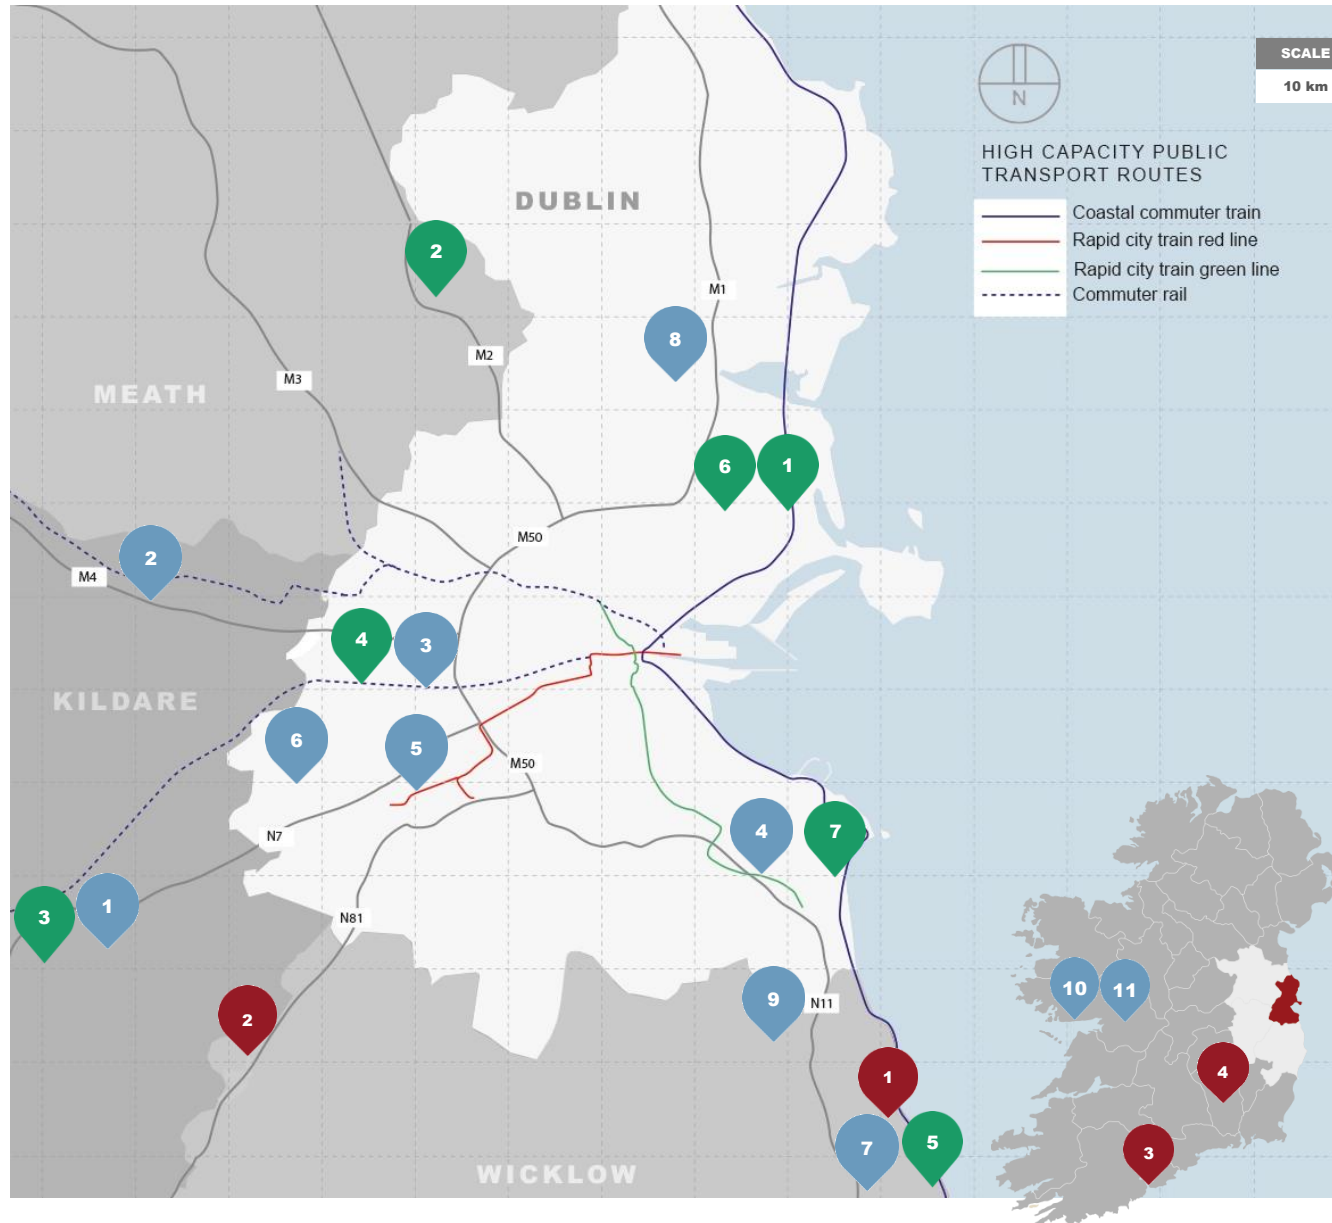 SCALE
10 km
N
HIGH CAPACITY PUBLIC
TRANSPORT ROUTES
Coastal commuter train
Rapid city train red line
Rapid city train green line
Commuter rail
DUBLIN
2
M1
8
M2
M3
MEATH
6
1
M50
2
M4
4
3
KILDARE
6
5
M50
4
7
N7
3
1
N81
2
9
N11
1
7
5
WICKLOW
10
11
4
3